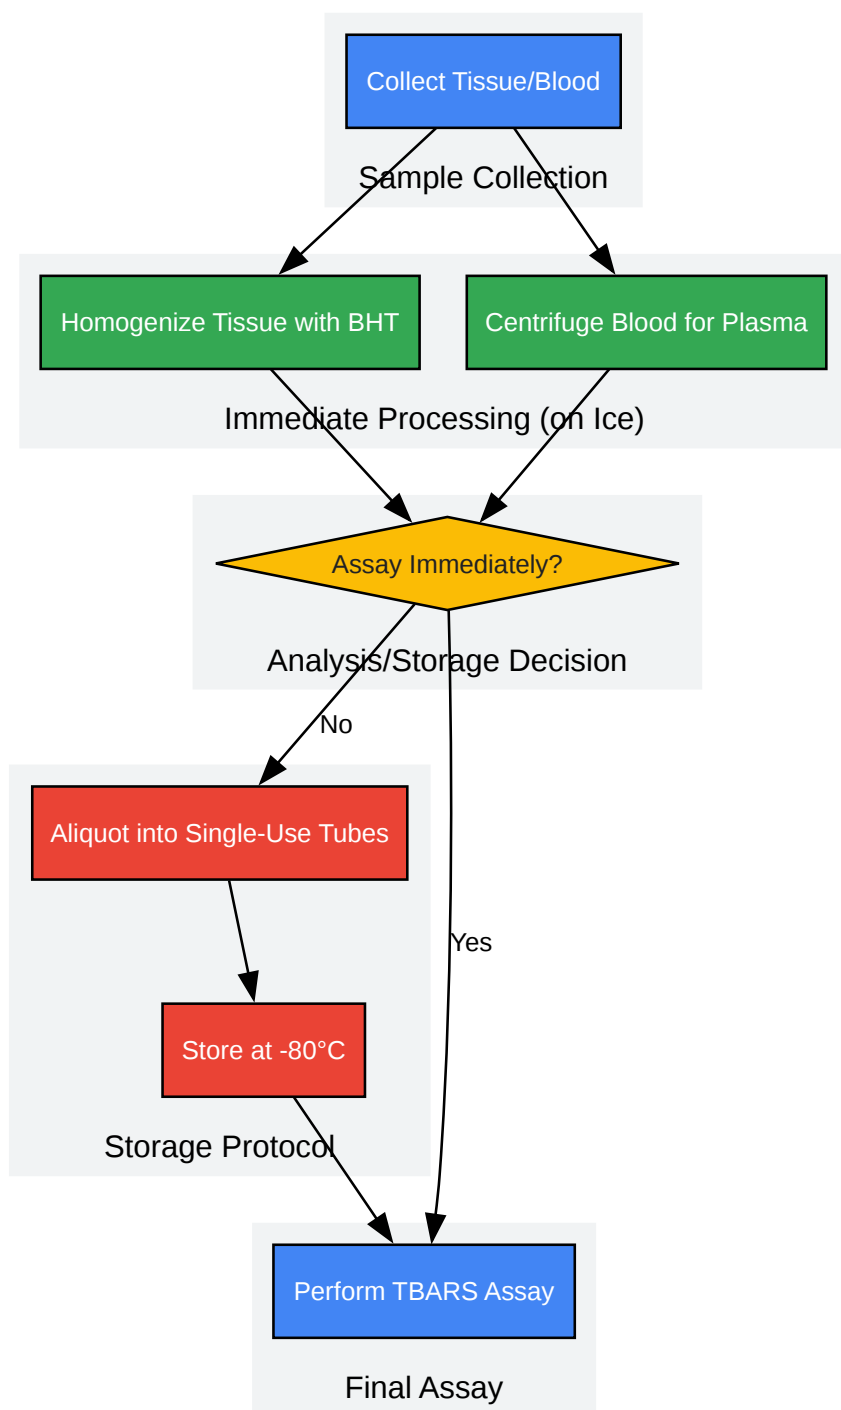 Collect Tissue/Blood
Sample Collection
Homogenize Tissue with BHT
Centrifuge Blood for Plasma
Immediate Processing (on Ice)
Assay Immediately?
Analysis/Storage Decision
No
Aliquot into Single-Use Tubes
Yes
Store at -80°C
Storage Protocol
Perform TBARS Assay
Final Assay